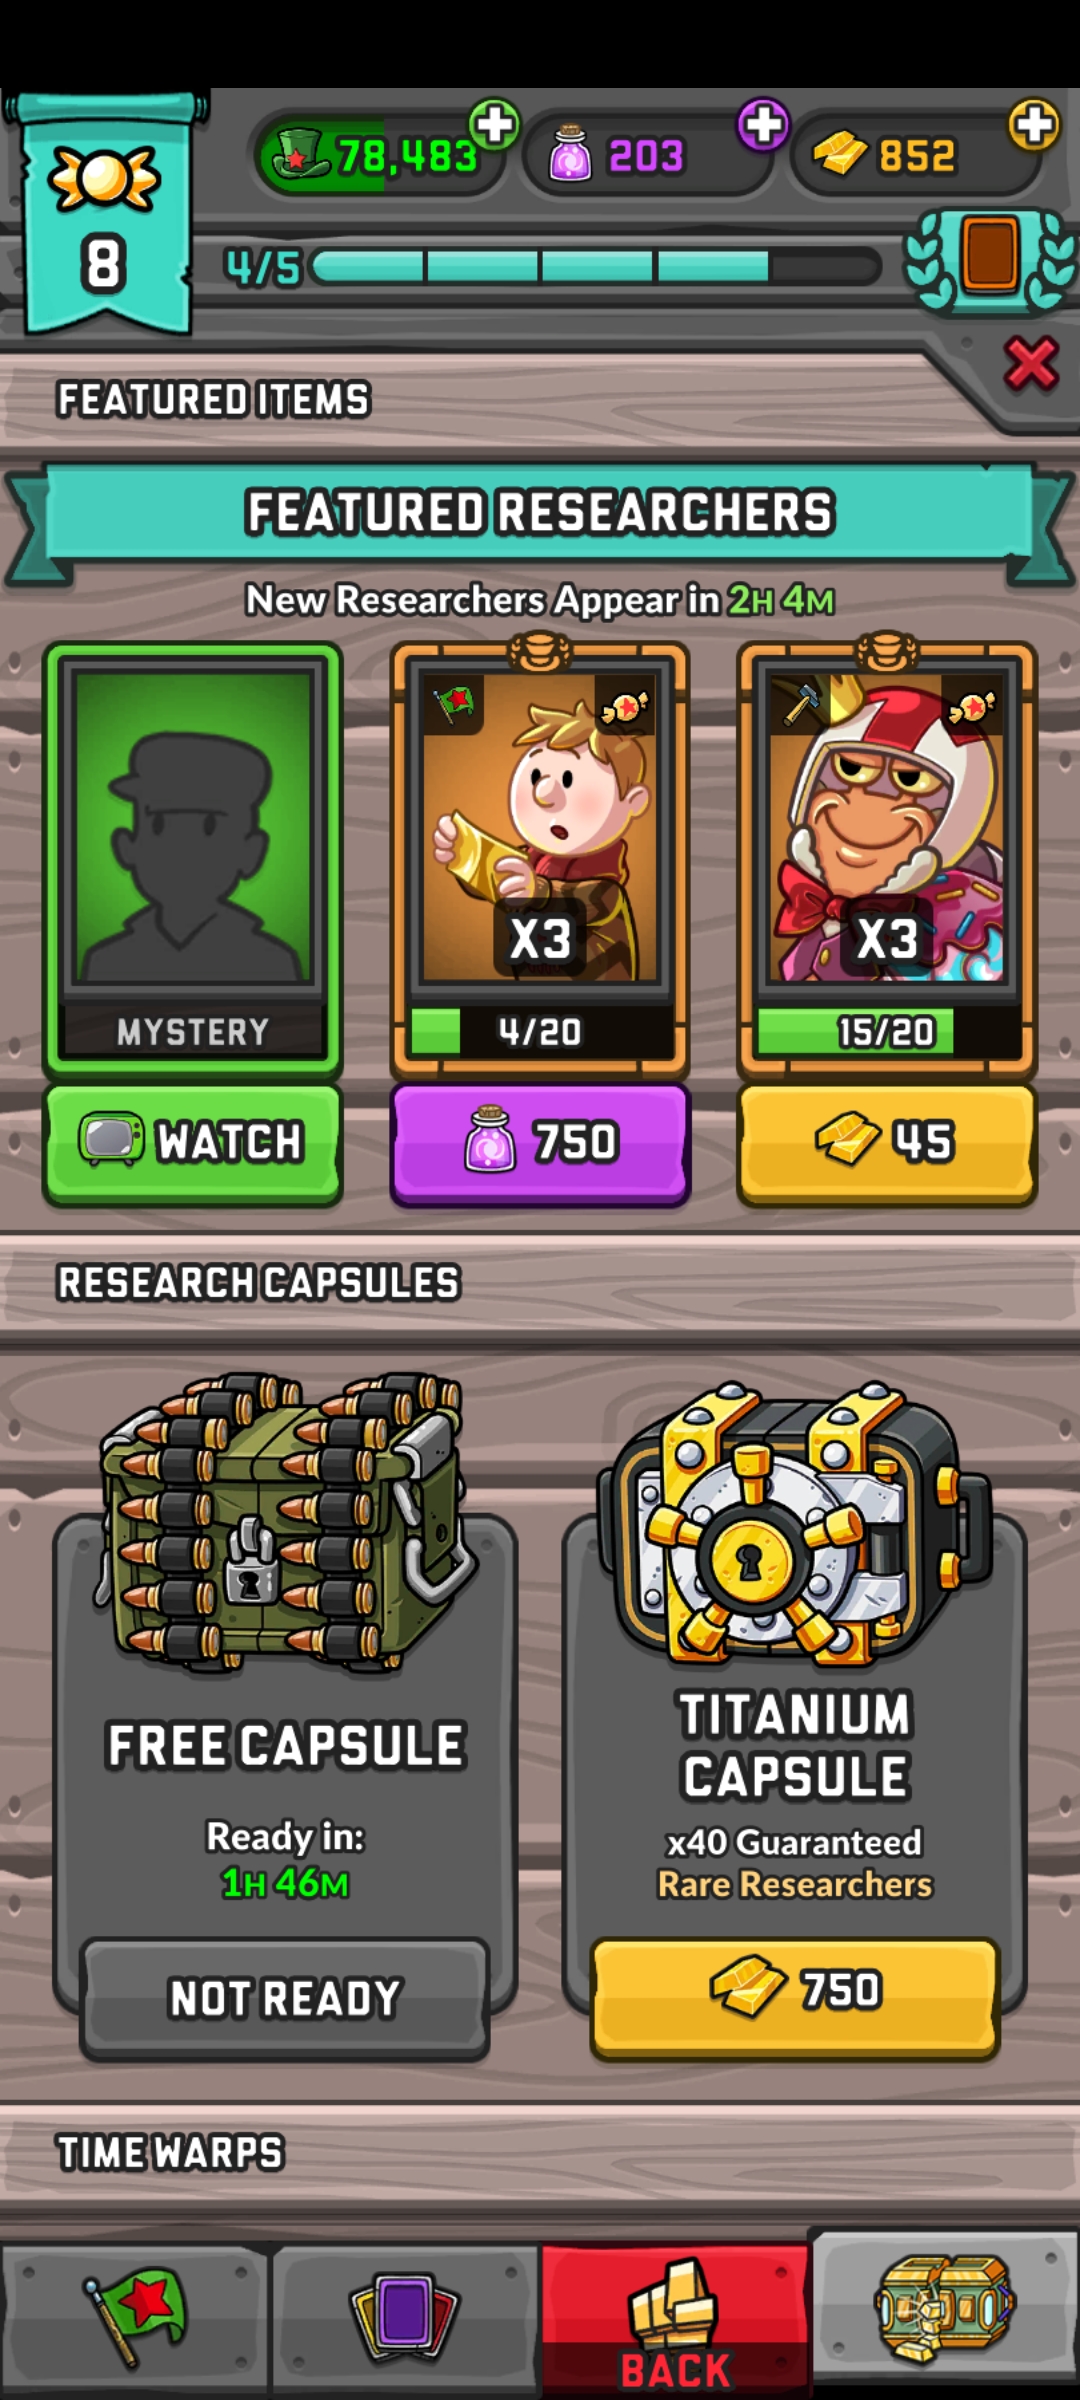 78,483
203
852
8
4/5
FEATURED ITEMS
FEATURED RESEARCHERS
New Researchers Appear in 2H 4M
X3
X3
MYSTERY
4/20
15/20
WATCH
750
45
RESEARCH CAPSULES
FREE CAPSULE
Ready in:
1H 46M
NOT READY
TITANIUM
CAPSULE
x40 Guaranteed
Rare Researchers
750
TIME WARPS
BACK